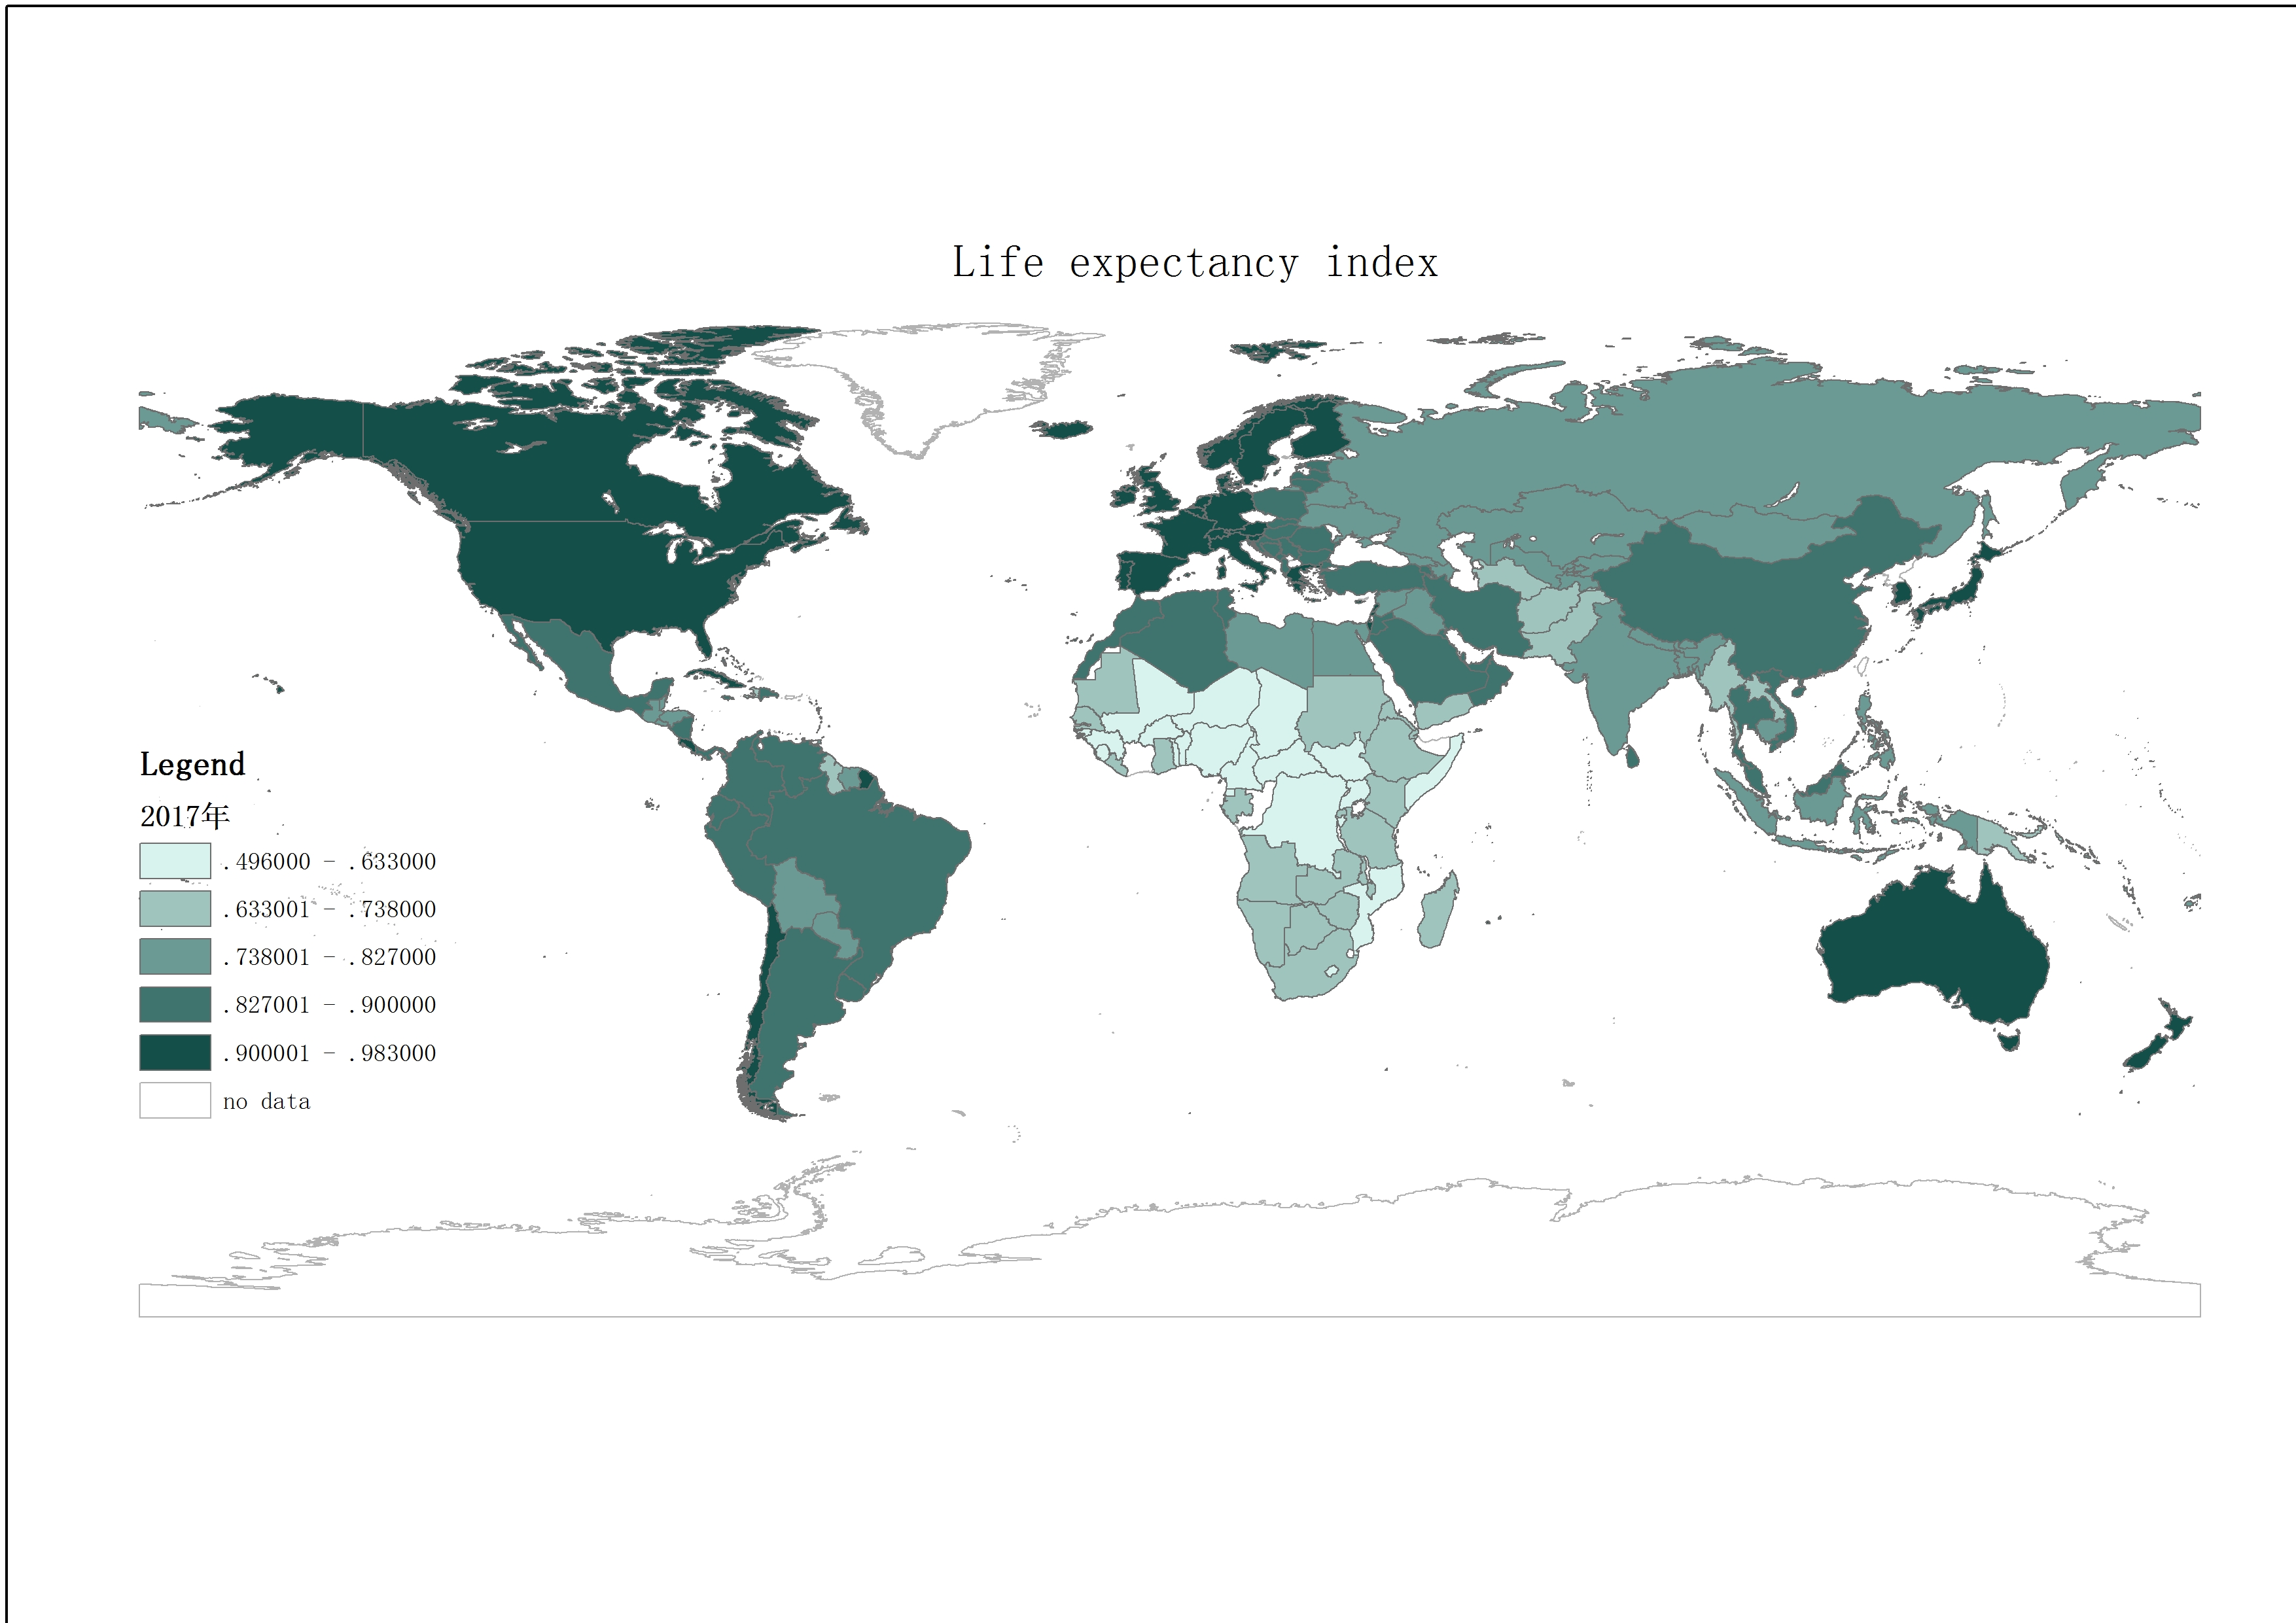 Life expectancy index
Legend
2017年
.496000 - .633000
.633001 - .738000
.738001 - .827000
.827001 - .900000
.900001 - .983000
no data